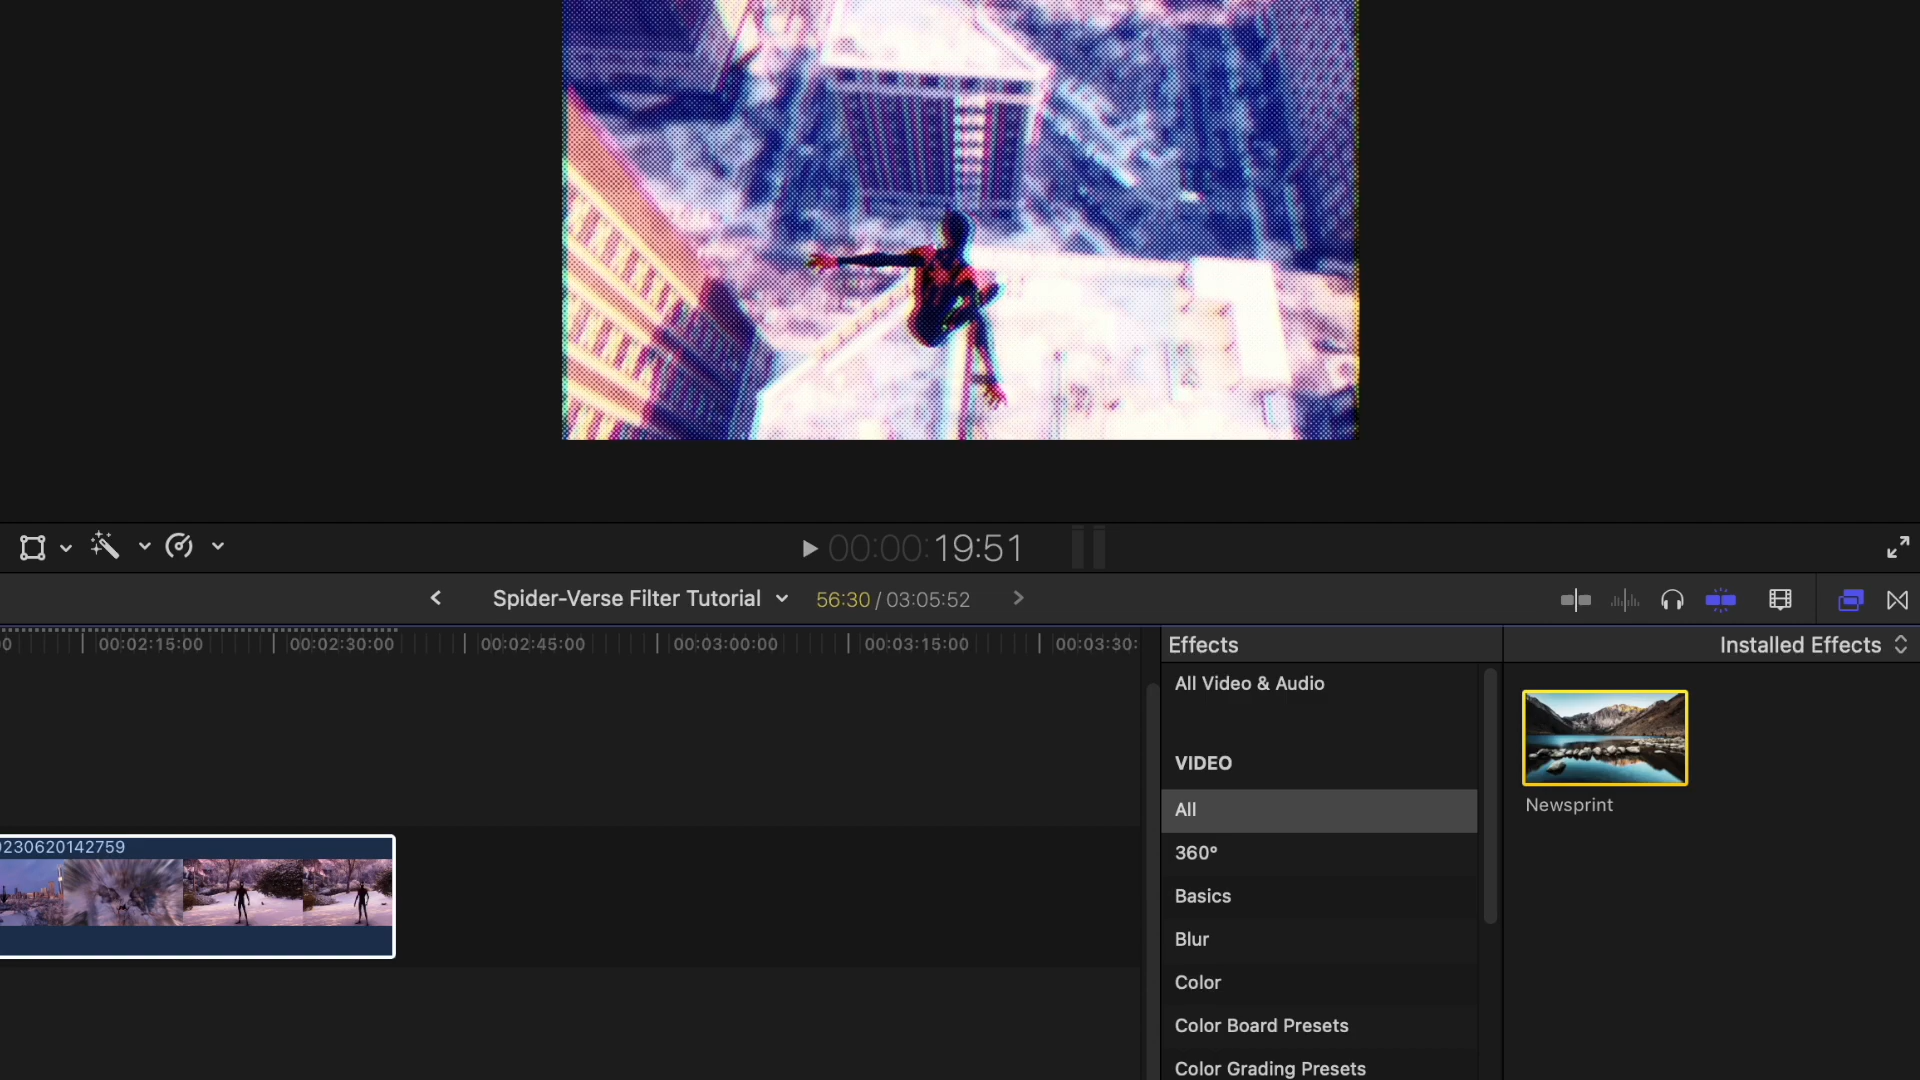 00:00:19:51
Spider-Verse Filter Tutorial
56:30 / 03:05:52
00:02:15:00
00:02:30:00
00:02:45:00
00:03:00:00
00:03:15:00
00:03:30:
Effects
Installed Effects
All Video & Audio
VIDEO
All
360°
Basics
Blur
Color
Color Board Presets
Color Grading Presets
Newsprint
0230620142759